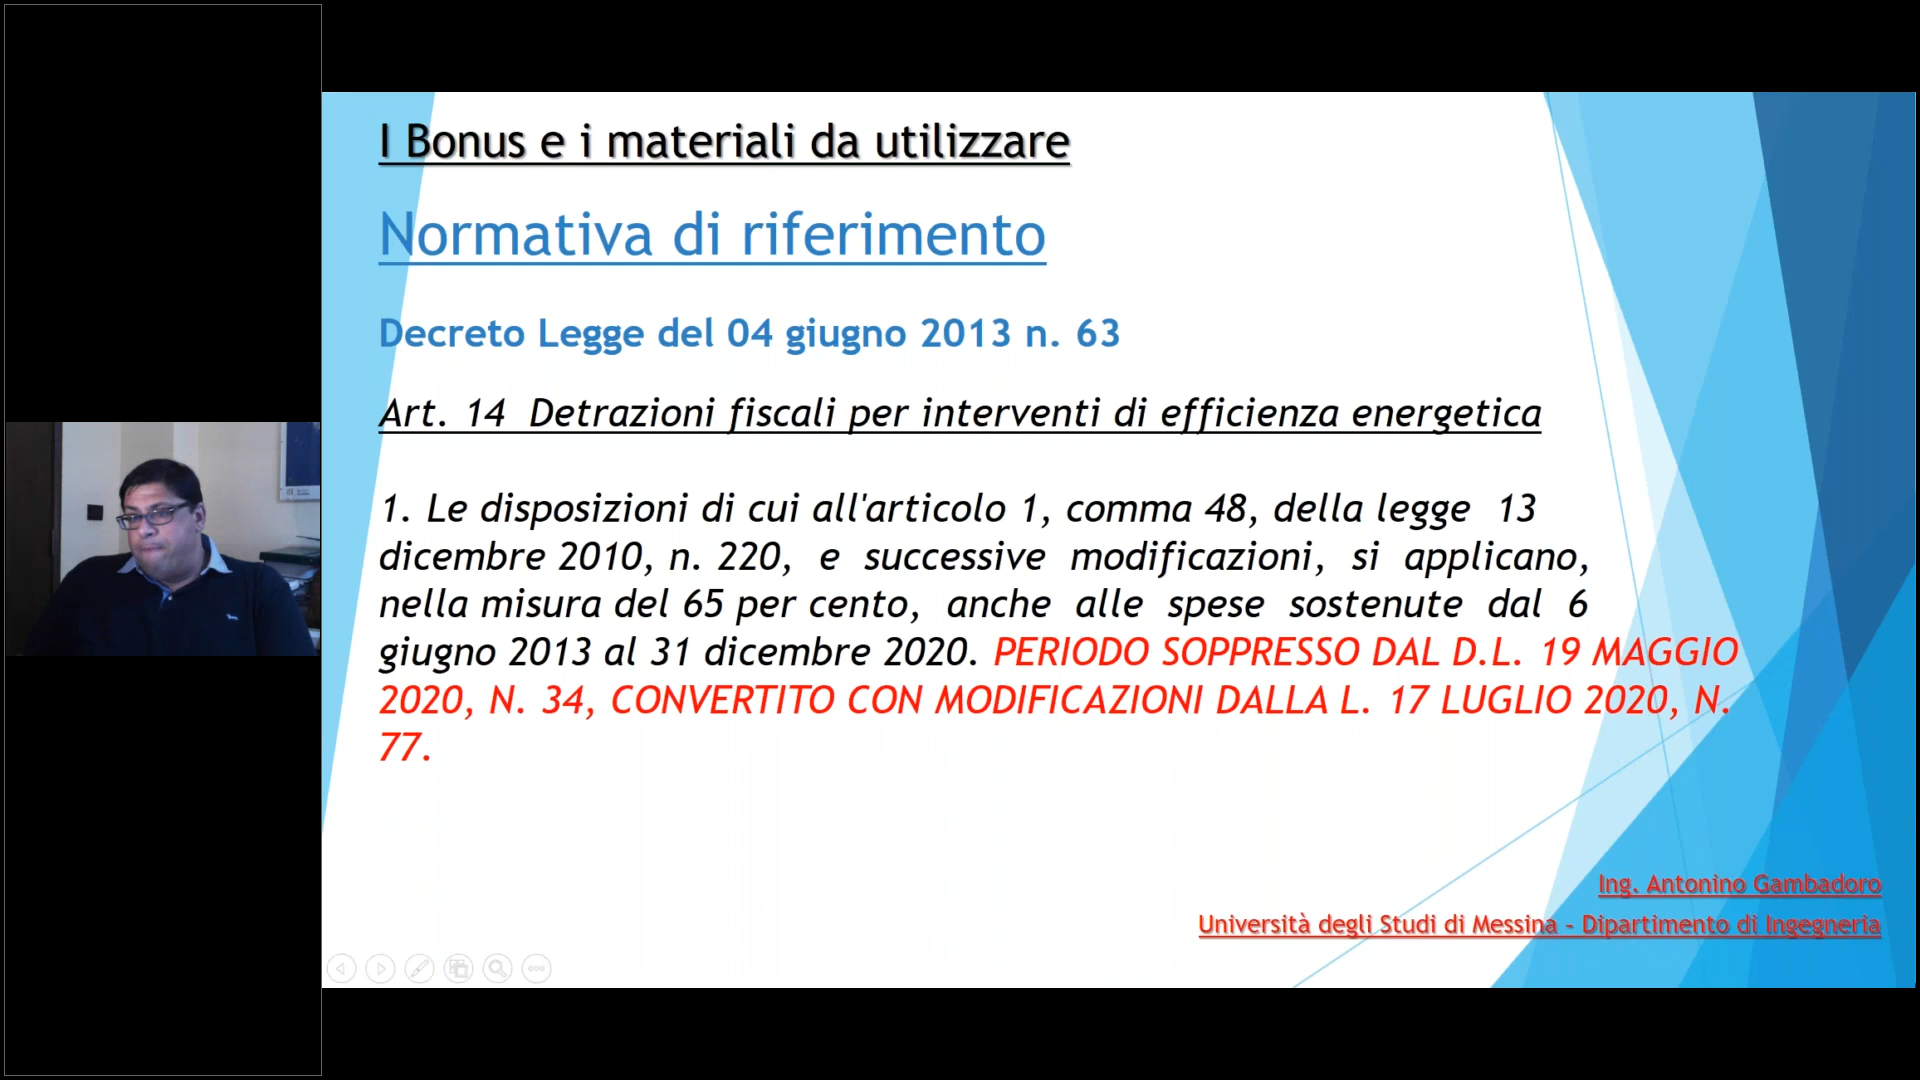 I Bonus e i materiali da utilizzare
Normativa di riferimento
Decreto Legge del 04 giugno 2013 n. 63
Art. 14 Detrazioni fiscali per interventi di efficienza energetica
1. Le disposizioni di cui all'articolo 1, comma 48, della legge 13
dicembre 2010, n. 220, e successive modificazioni, si applicano,
nella misura del 65 per cento, anche alle spese sostenute dal 6
giugno 2013 al 31 dicembre 2020. PERIODO SOPPRESSO DAL D.L. 19 MAGGIO
2020, N. 34, CONVERTITO CON MODIFICAZIONI DALLA L. 17 LUGLIO 2020, N.
77.
Ing. Antonino Gambadoro
Università degli Studi di Messina - Dipartimento di Ingegneria